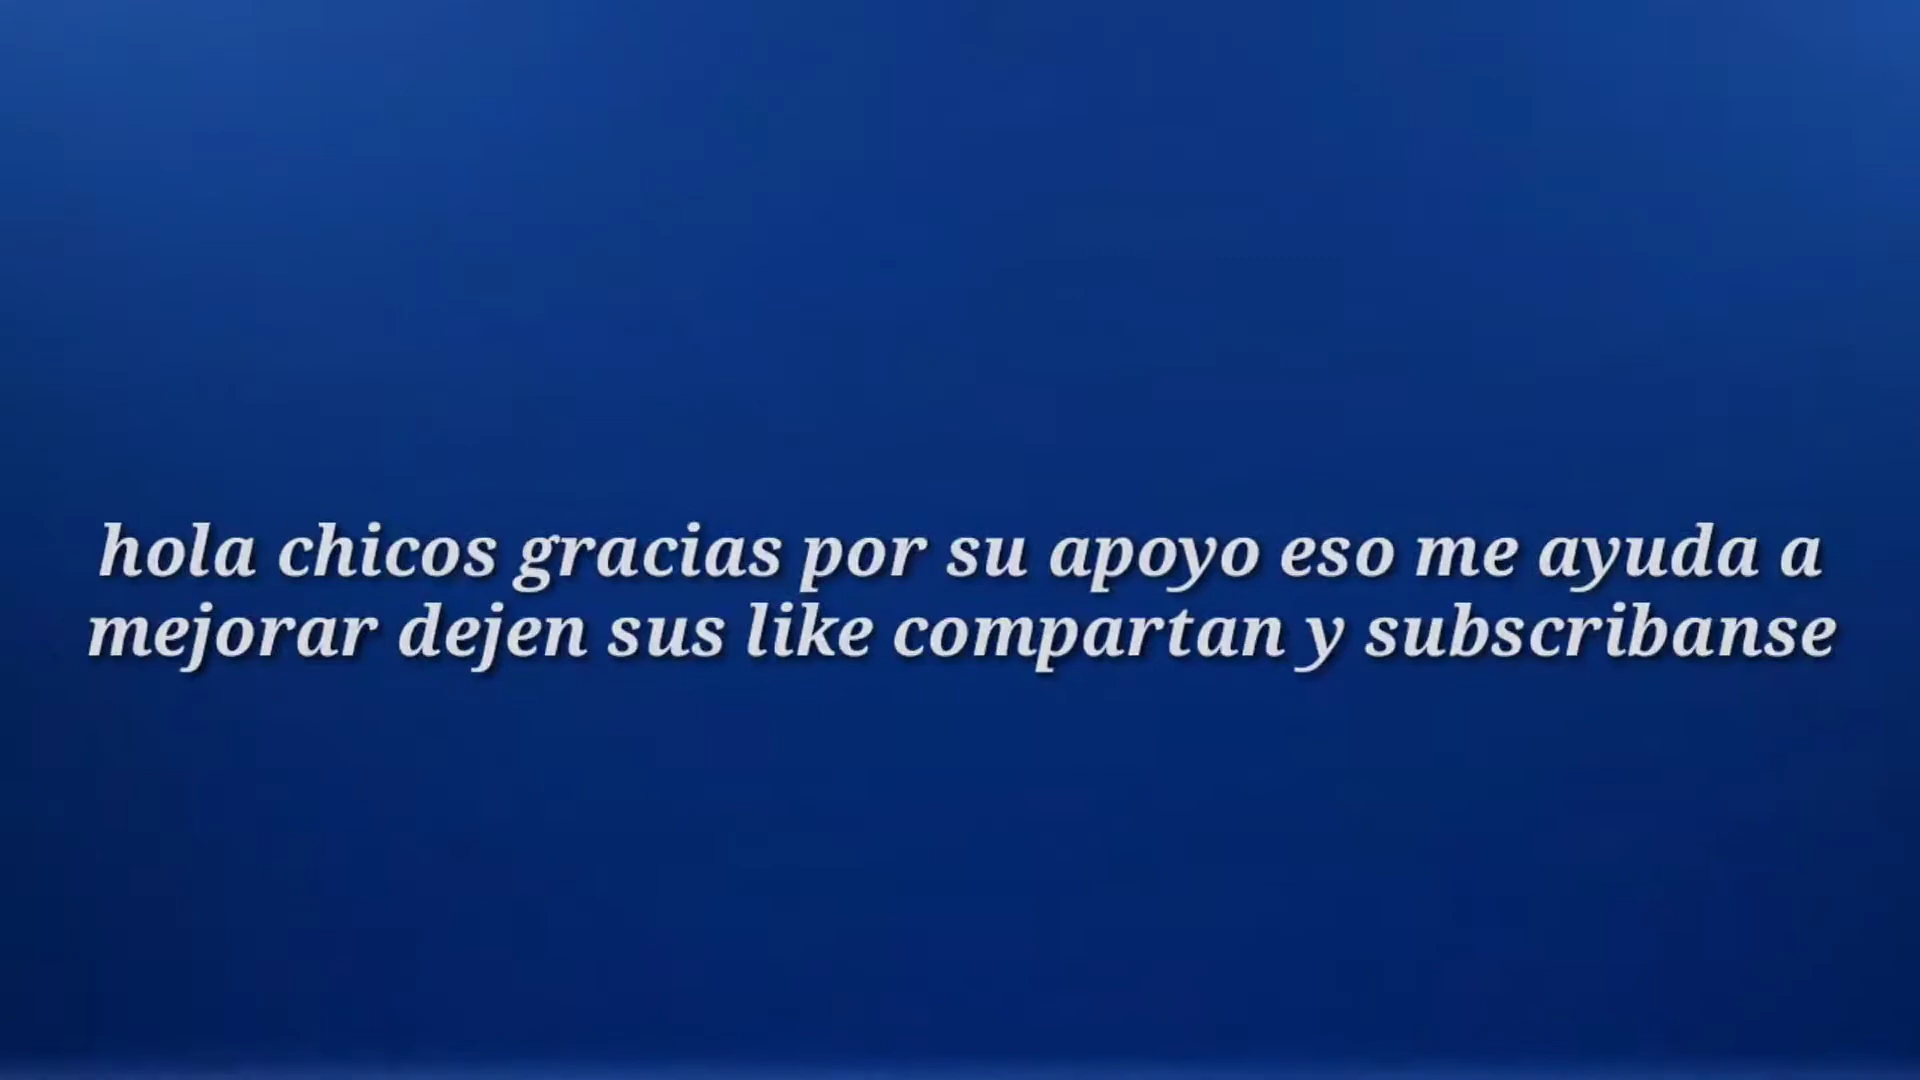 hola chicos gracias por su apoyo eso me ayuda a
mejorar dejen sus like compartan y subscribanse